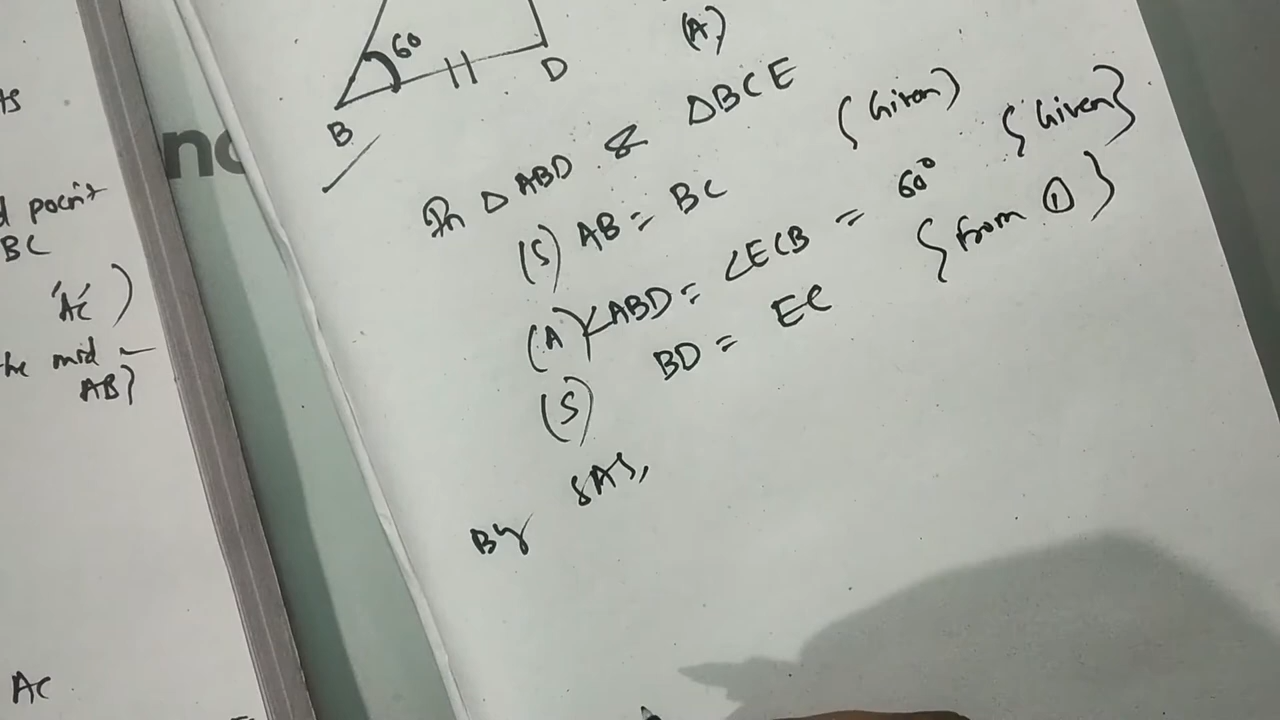 60
B
D
(A)
In △ABD & △BCE
(S) AB = BC (Given)
(A) ∠ABD = ∠ECB = 60° {Given}
(S) BD = EC {from ①}
By SAS,
ts
point
BC
'AC' )
the mid -
AB}
AC